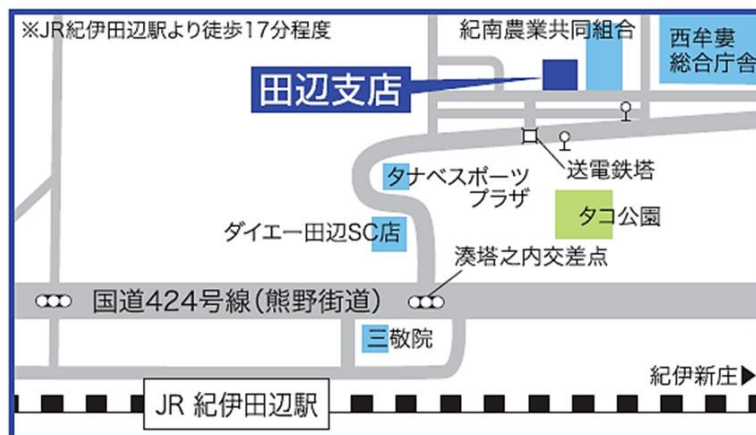 ※JR紀伊田辺駅より徒歩17分程度
紀南農業共同組合
西牟婁
総合庁舎
田辺支店
送電鉄塔
タナベスポーツ
プラザ
タコ公園
ダイエー田辺SC店
湊塔之内交差点
国道424号線(熊野街道)
三敬院
紀伊新庄▶
JR 紀伊田辺駅